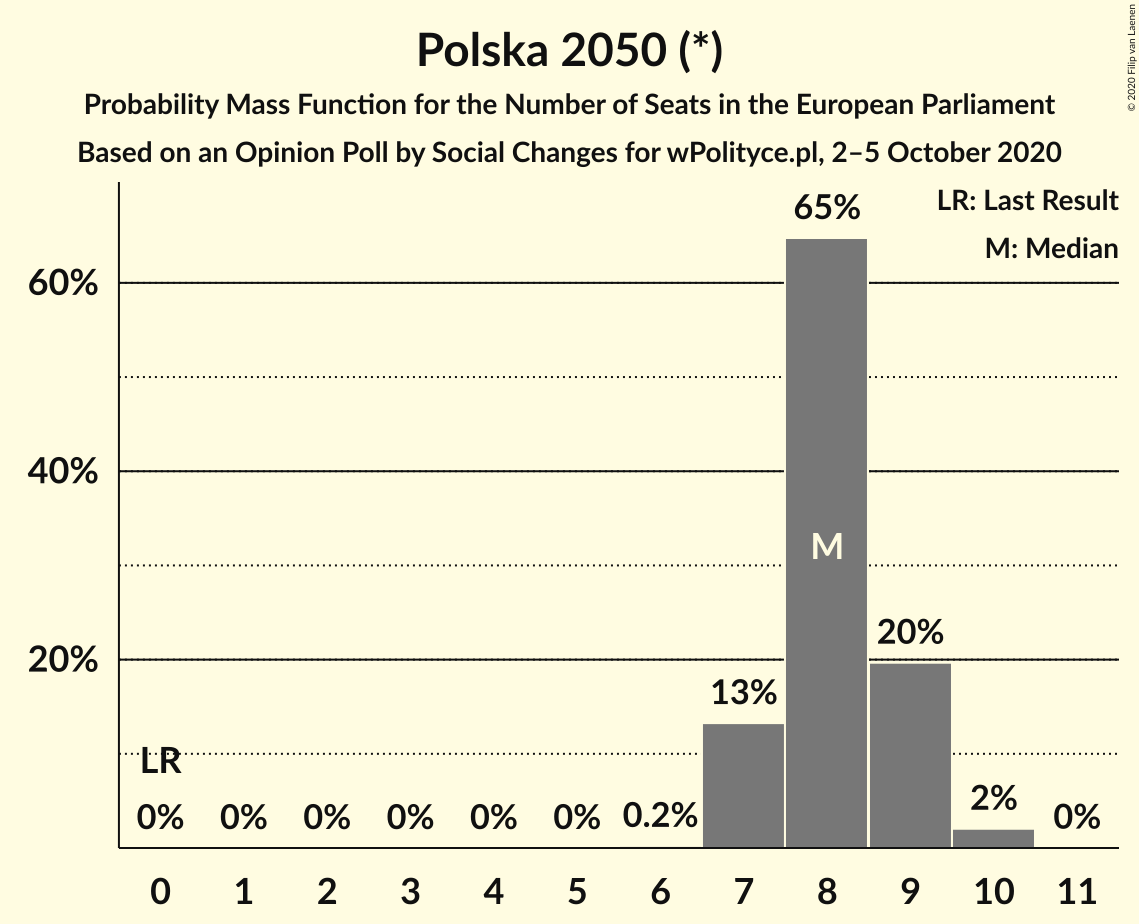 Polska 2050 (*)
Probability Mass Function for the Number of Seats in the European Parliament
Based on an Opinion Poll by Social Changes for wPolityce.pl, 2–5 October 2020
© 2020 Filip van Laenen
LR: Last Result
M: Median
60%
40%
20%
65%
M
20%
13%
LR
0% 0% 0% 0% 0% 0% 0.2% 2% 0%
0 1 2 3 4 5 6 7 8 9 10 11